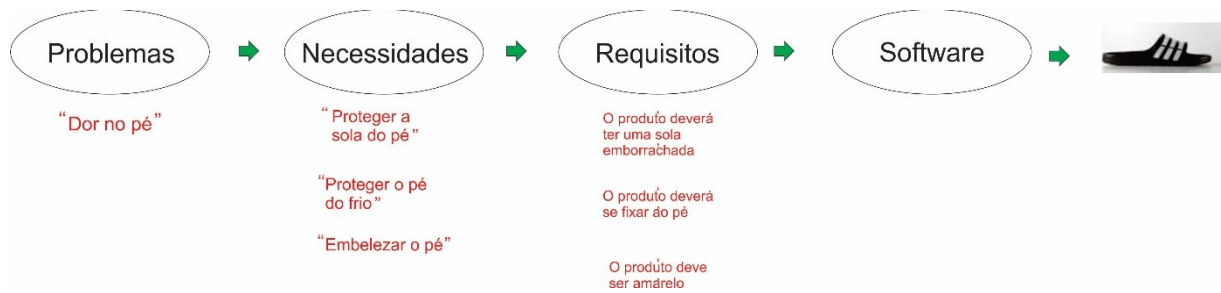 Problemas
Necessidades
Requisitos
Software
“Dor no pé”
“Proteger a
sola do pé”
“Proteger o pé
do frio”
“Embelezar o pé”
O produto deverá
ter uma sola
emborrachada
O produto deverá
se fixar ao pé
O produto deve
ser amarelo